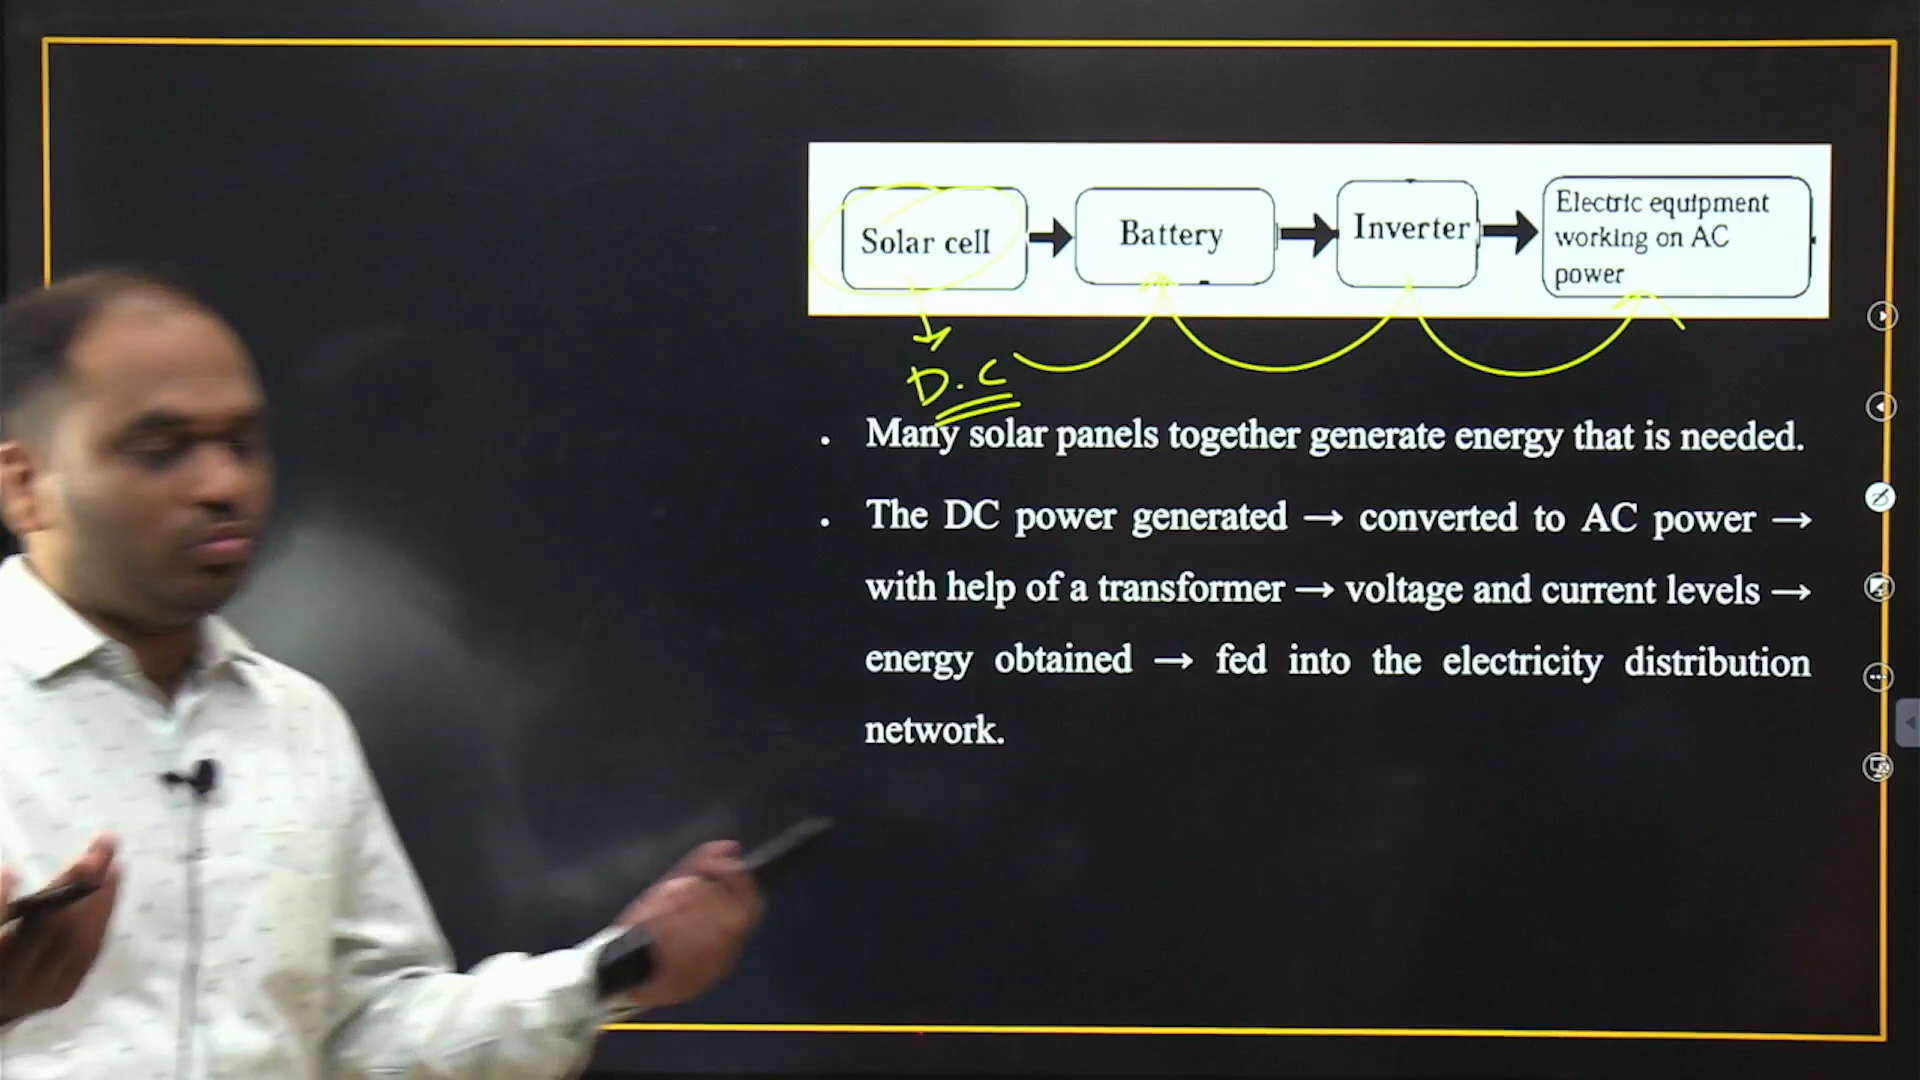 Solar cell
Battery
Inverter
Electric equipment
working on AC
power
D.C
. Many solar panels together generate energy that is needed.
. The DC power generated → converted to AC power →
with help of a transformer → voltage and current levels →
energy obtained → fed into the electricity distribution
network.